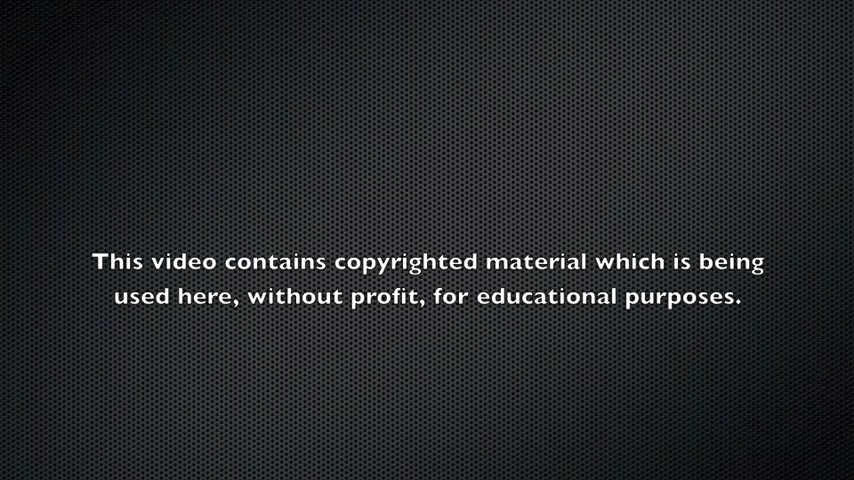 This video contains copyrighted material which is being
used here, without profit, for educational purposes.